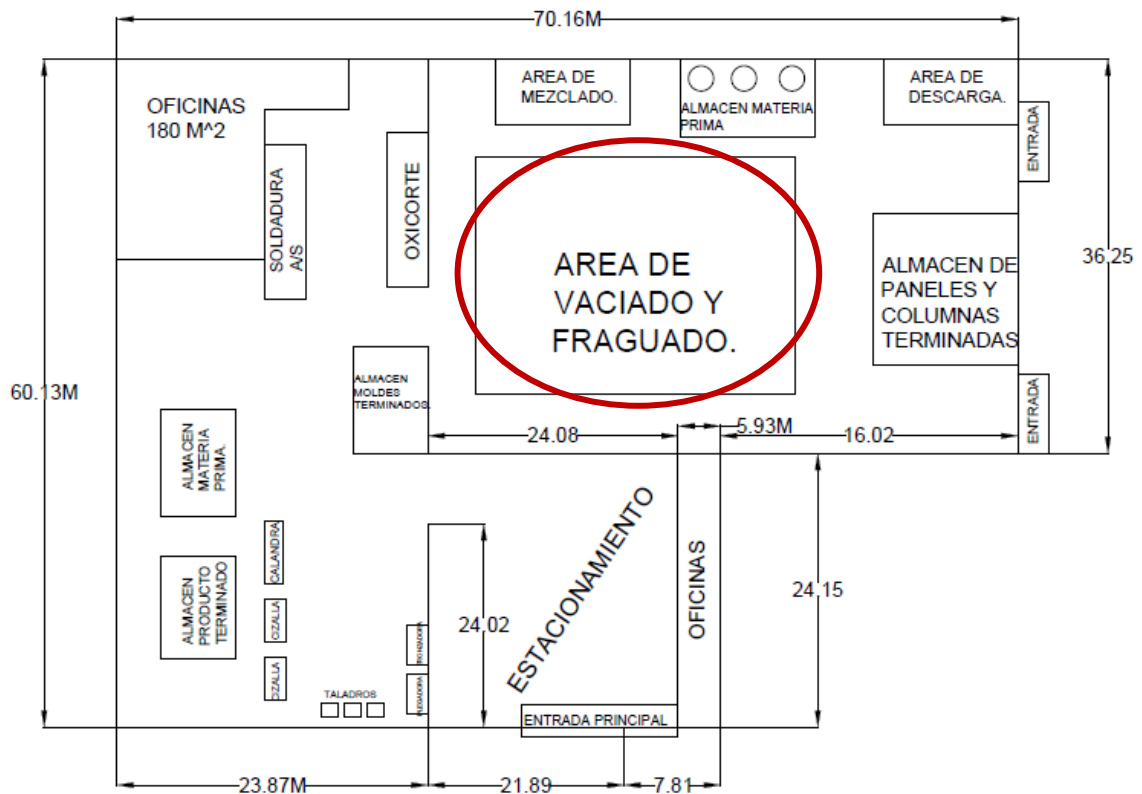 70.16M
OFICINAS
180 M^2
AREA DE
MEZCLADO.
ALMACEN MATERIA
PRIMA
AREA DE
DESCARGA.
ENTRADA
SOLDADURA
A/S
OXICORTE
AREA DE
VACIADO Y
FRAGUADO.
ALMACEN DE
PANELES Y
COLUMNAS
TERMINADAS
36.25
60.13M
ALMACEN
MOLDES
TERMINADOS.
ENTRADA
24.08
5.93M
16.02
ALMACEN
MATERIA
PRIMA.
CALANDRA
ESTACIONAMIENTO
OFICINAS
24.15
ALMACEN
PRODUCTO
TERMINADO
CIZALLA
CIZALLA
24.02
PLEGADORA
TALADROS
ENTRADA PRINCIPAL
23.87M
21.89
7.81